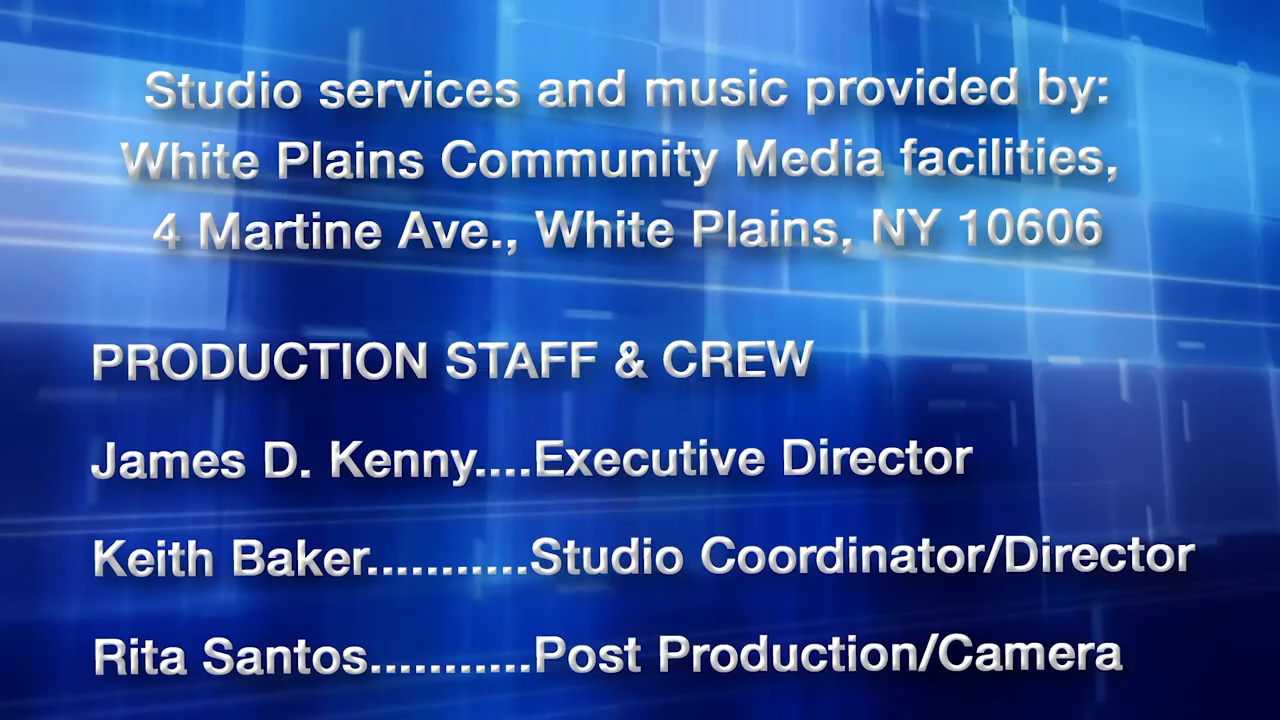 Studio services and music provided by:
White Plains Community Media facilities,
4 Martine Ave., White Plains, NY 10606
PRODUCTION STAFF & CREW
James D. Kenny....Executive Director
Keith Baker...........Studio Coordinator/Director
Rita Santos...........Post Production/Camera